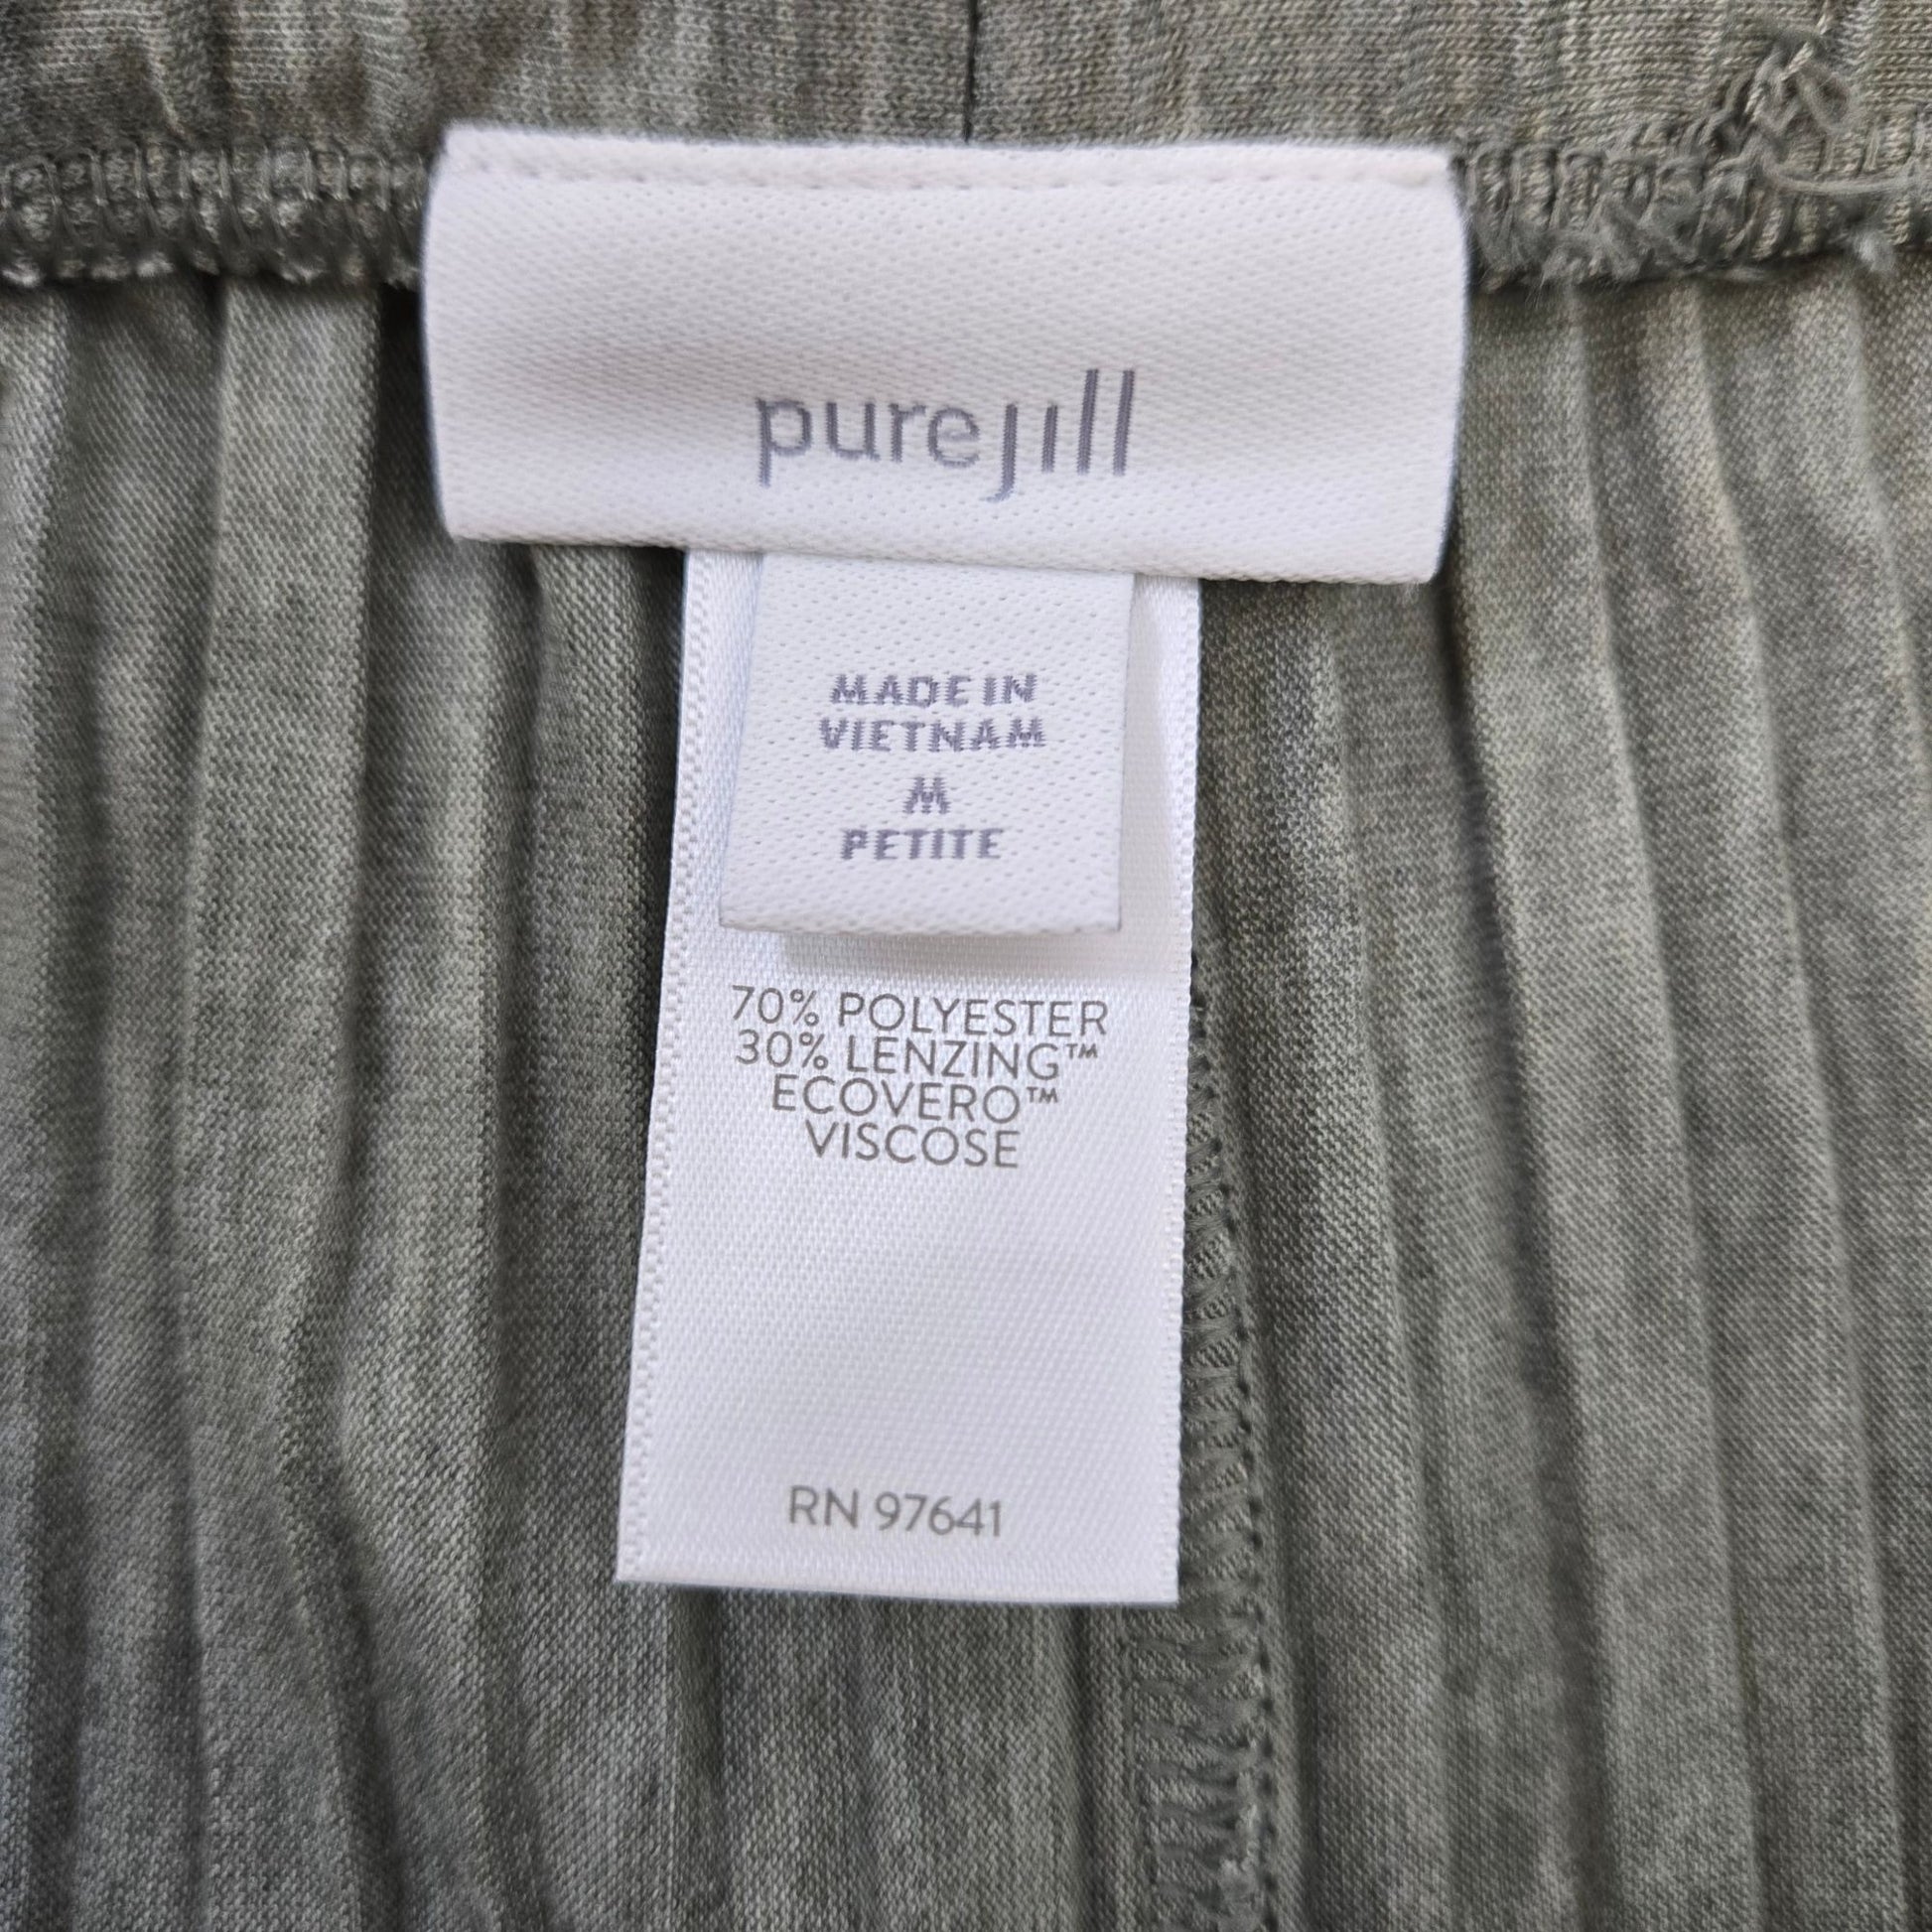 purejill
MADE IN
VIETNAM
M
PETITE
70% POLYESTER
30% LENZING™
ECOVERO™
VISCOSE
RN 97641